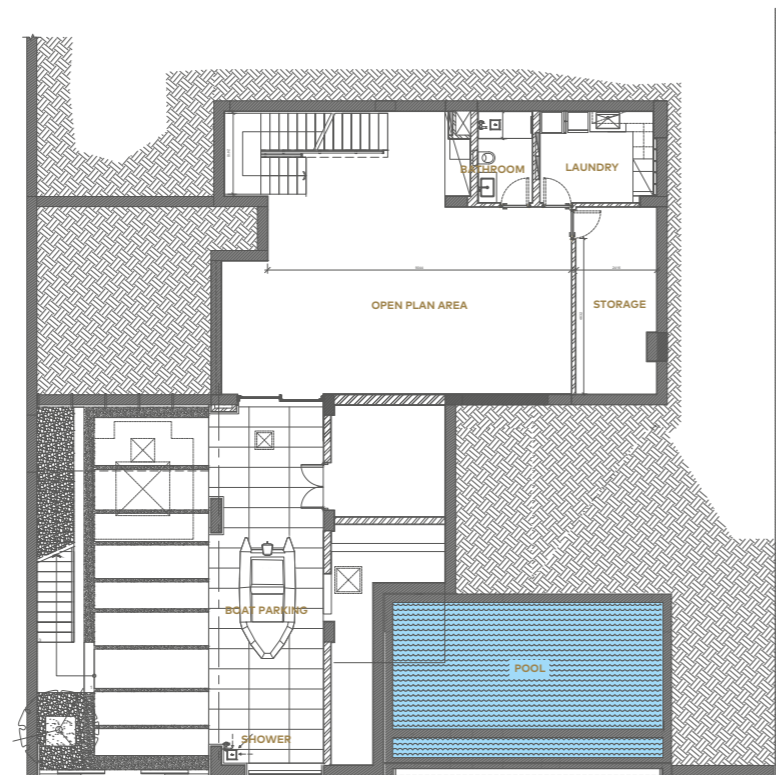 BATHROOM
LAUNDRY
OPEN PLAN AREA
STORAGE
BOAT PARKING
POOL
SHOWER